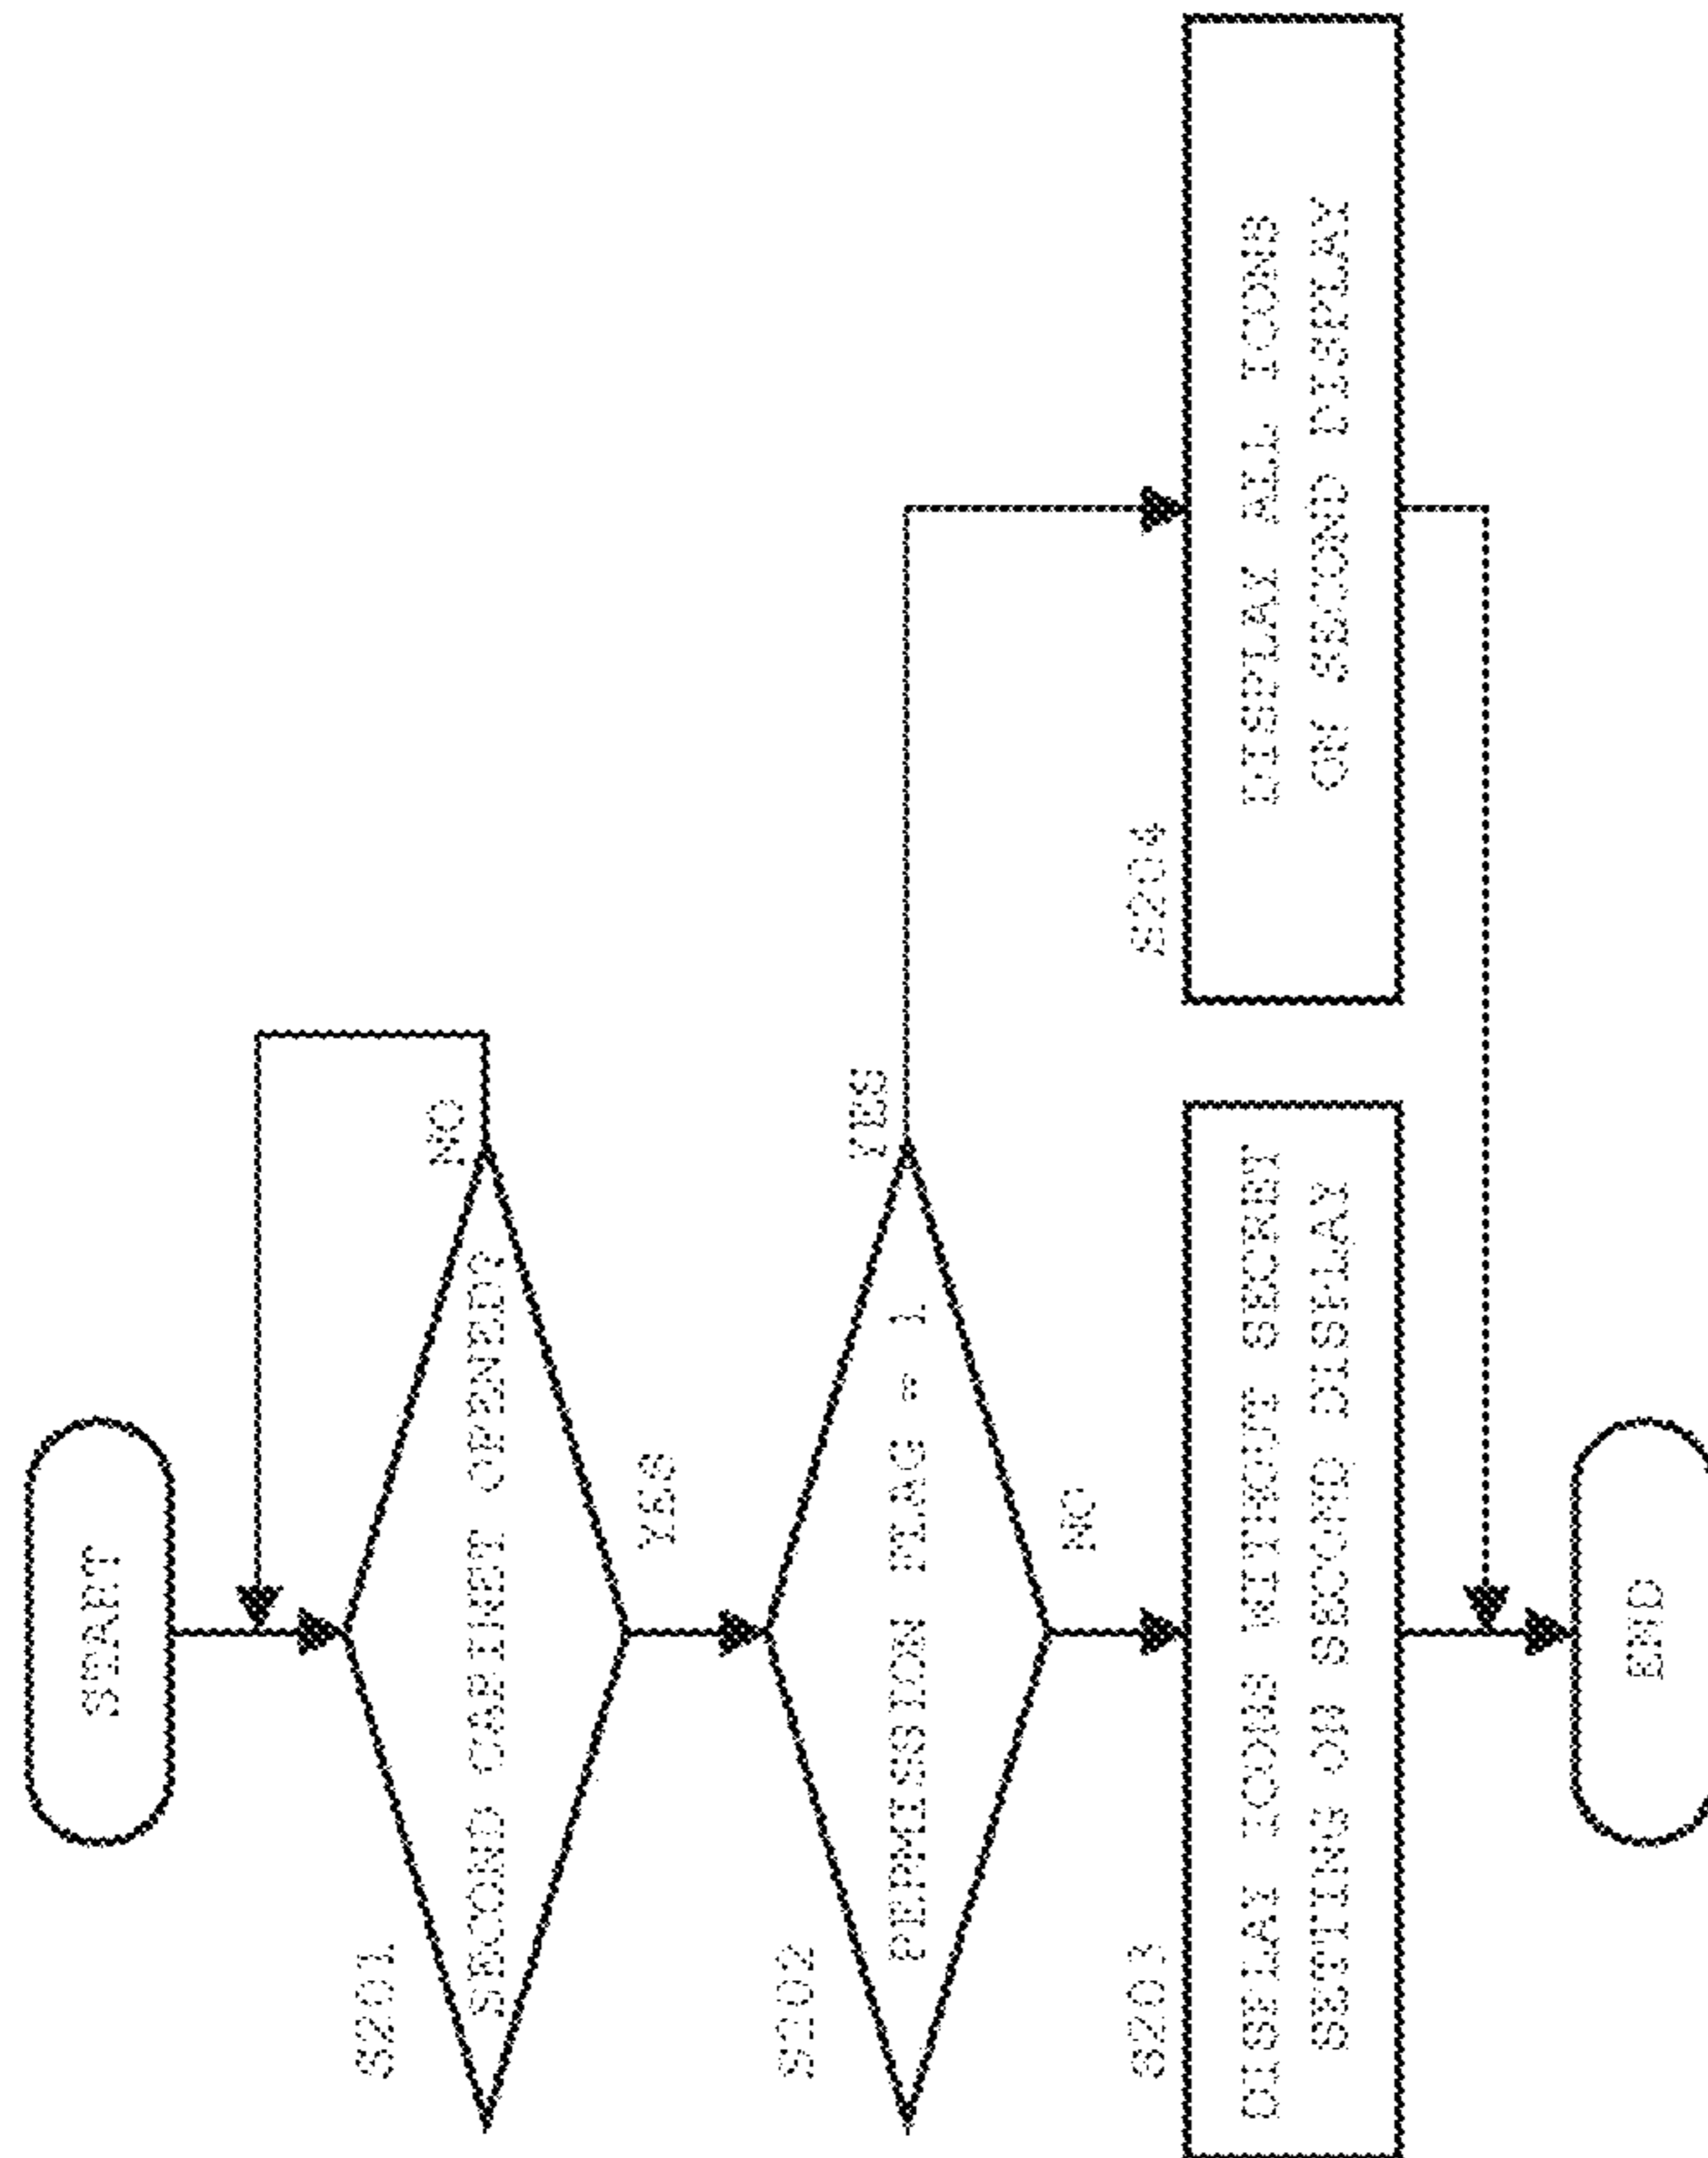 START
S201
SECOND CABINET OPENED?
NO
YES
S202
PERMISSION FLAG = 1
YES
NO
S203
DISPLAY ICONS WITHOUT SECRET
SETTING ON SECOND DISPLAY
S204
DISPLAY ALL ICONS
ON SECOND DISPLAY
END